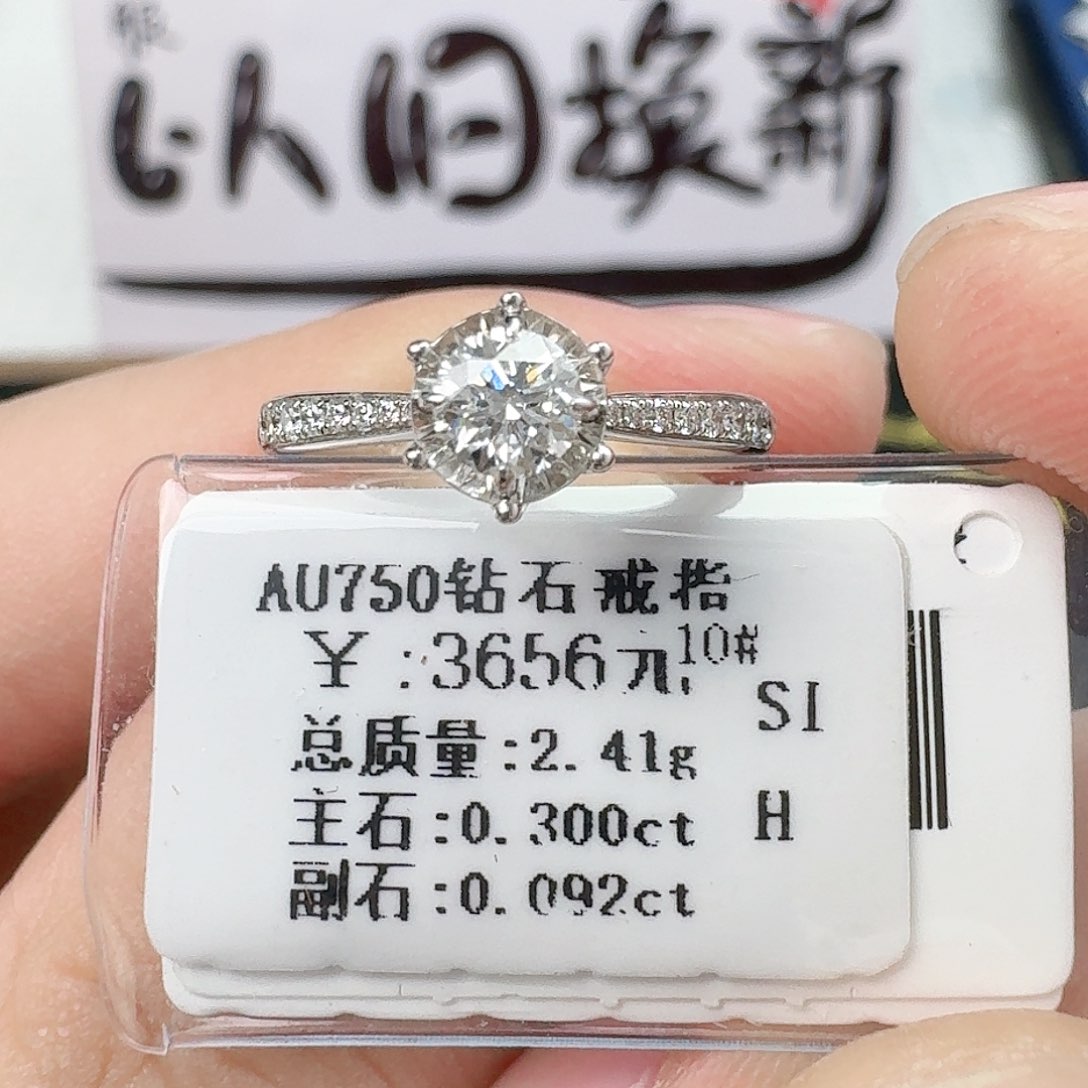 以旧换新
AU750钻石戒指
￥:3656元 10#
SI
总质量:2.41g
主石:0.300ct H
副石:0.092ct